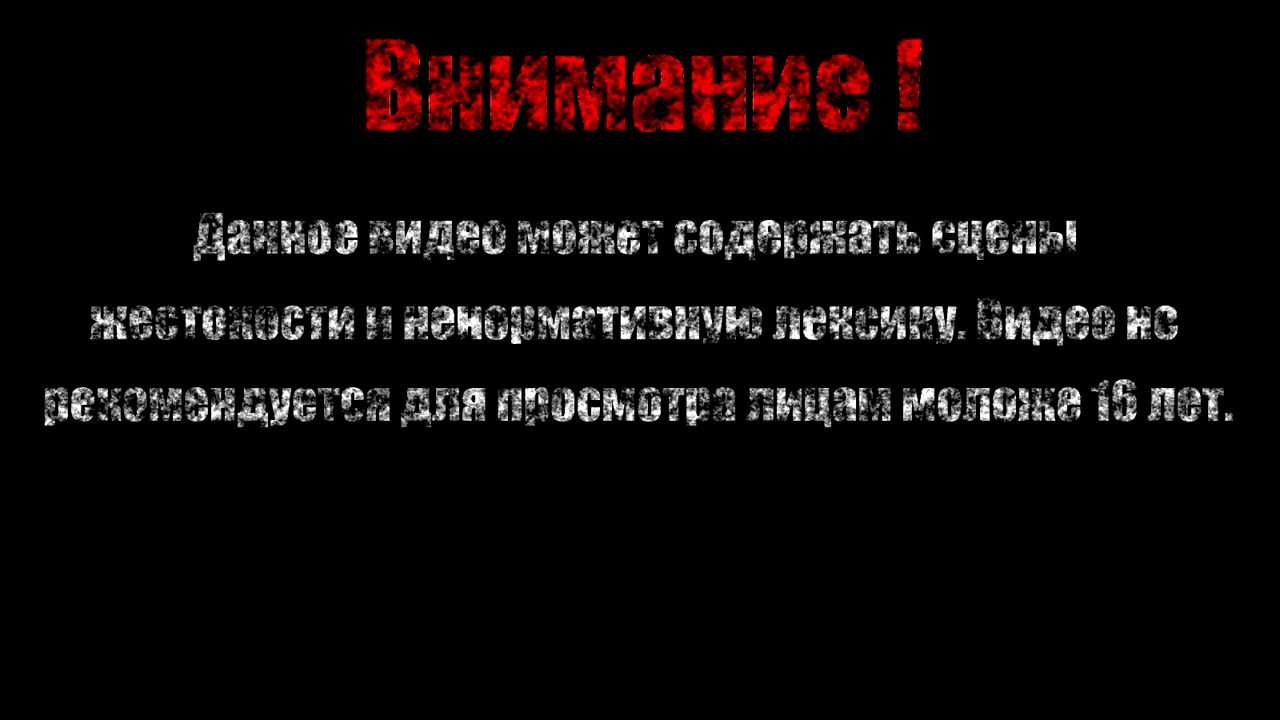 Внимание !
Данное видео может содержать сцены
жестокости и ненормативную лексику. Видео не
рекомендуется для просмотра лицам моложе 16 лет.